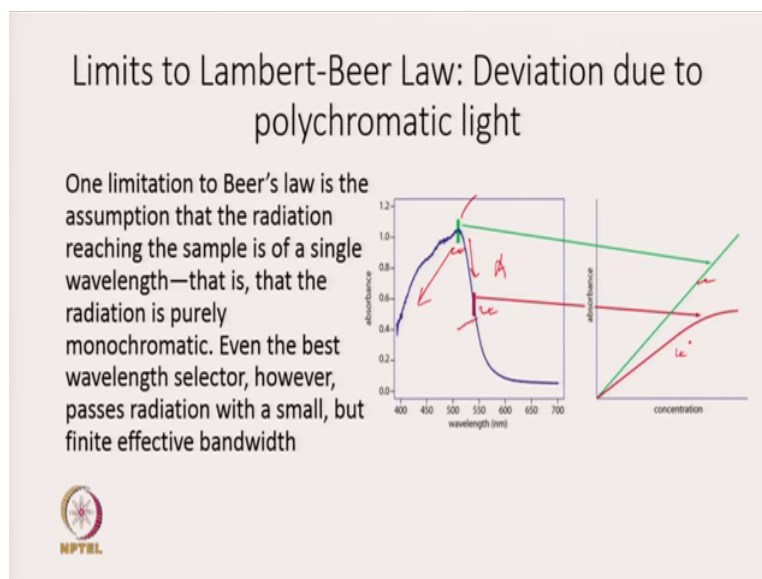 Limits to Lambert-Beer Law: Deviation due to
polychromatic light
One limitation to Beer's law is the
assumption that the radiation
reaching the sample is of a single
wavelength—that is, that the
radiation is purely
monochromatic. Even the best
wavelength selector, however,
passes radiation with a small, but
finite effective bandwidth
1.2
1.0
0.8
0.6
0.4
0.2
0.0
absorbance
400 450 500 550 600 650 700
wavelength (nm)
absorbance
concentration
NPTEL